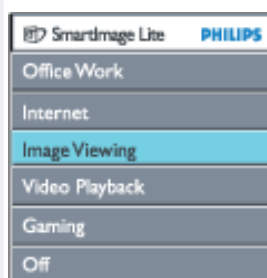 SmartImage Lite PHILIPS
Office Work
Internet
Image Viewing
Video Playback
Gaming
Off